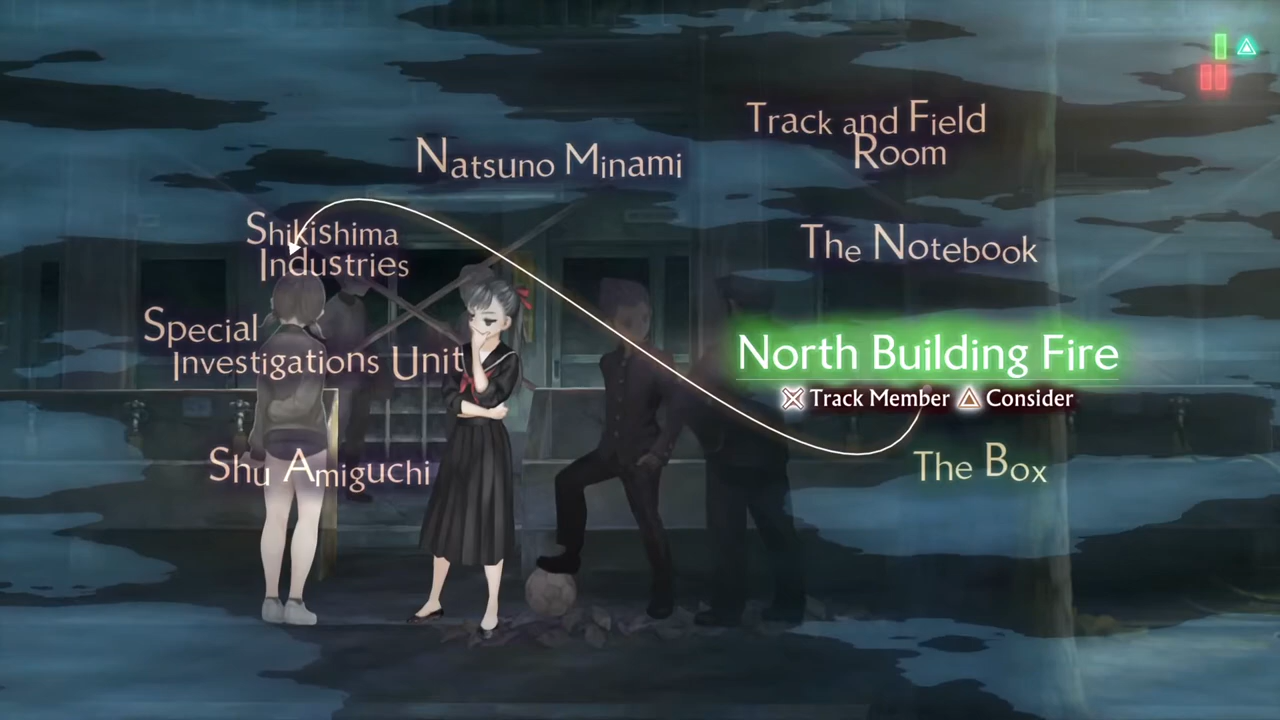 Track and Field
Room
Natsuno Minami
Shikishima
Industries
The Notebook
Special
Investigations Unit
North Building Fire
Track Member Consider
Shu Amiguchi
The Box